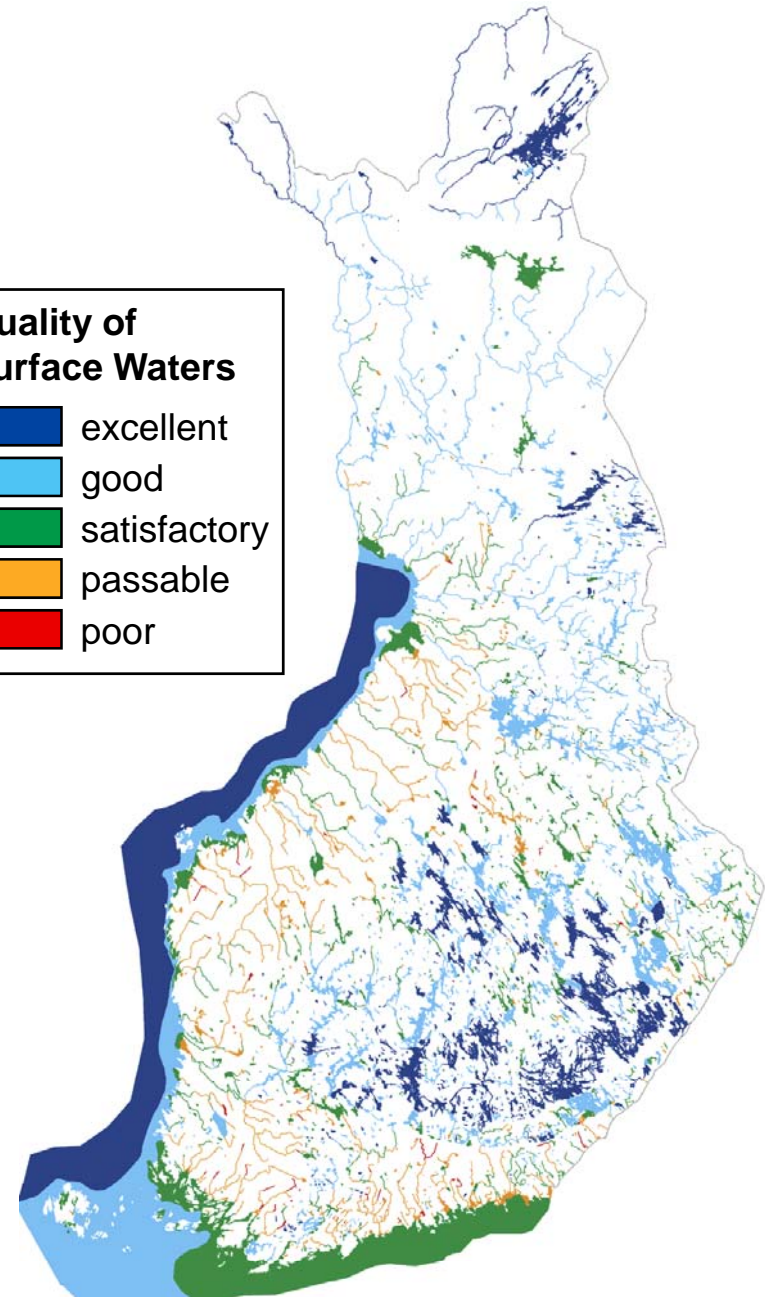 uality of
urface Waters
excellent
good
satisfactory
passable
poor